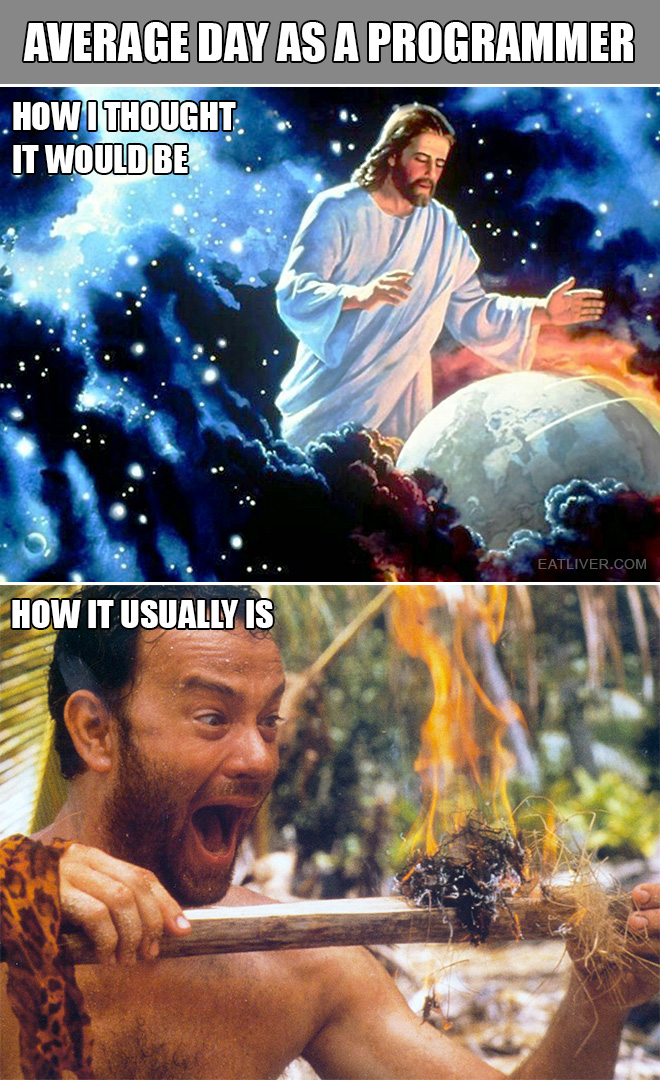 AVERAGE DAY AS A PROGRAMMER
HOW I THOUGHT
IT WOULD BE
EATLIVER.COM
HOW IT USUALLY IS